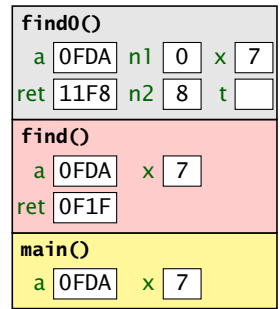 find0()
a 0FDA n1 0 x 7
ret 11F8 n2 8 t
find()
a 0FDA x 7
ret 0F1F
main()
a 0FDA x 7